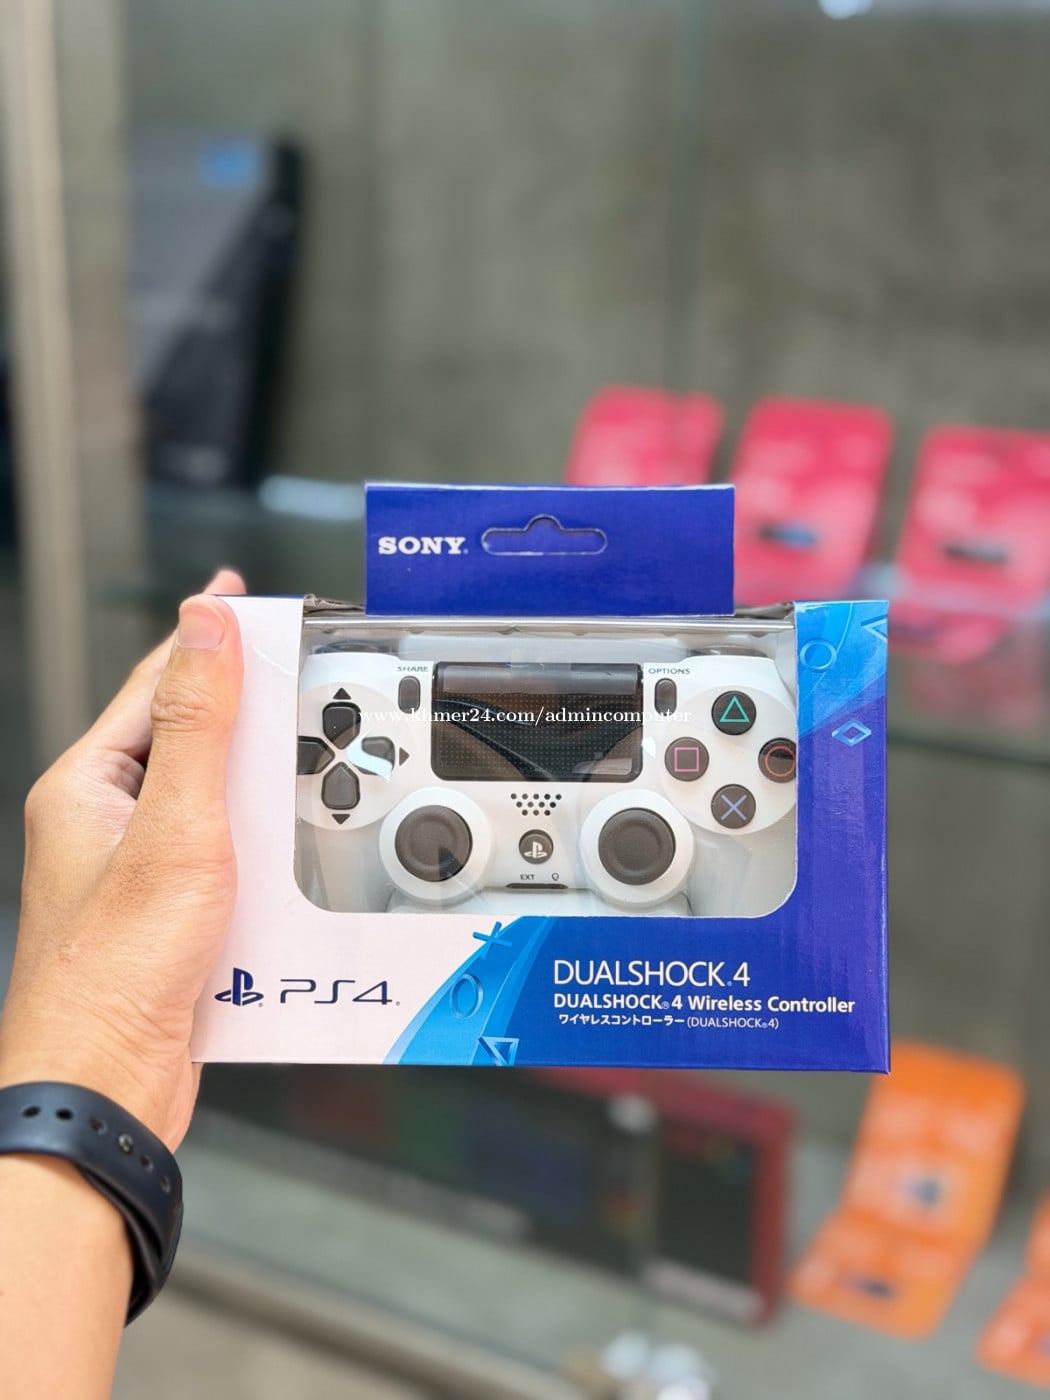 SONY.
SHARE
OPTIONS
www.khmer24.com/admincomputer
EXT
PS4.
DUALSHOCK®4
DUALSHOCK®4 Wireless Controller
ワイヤレスコントローラー(DUALSHOCK®4)